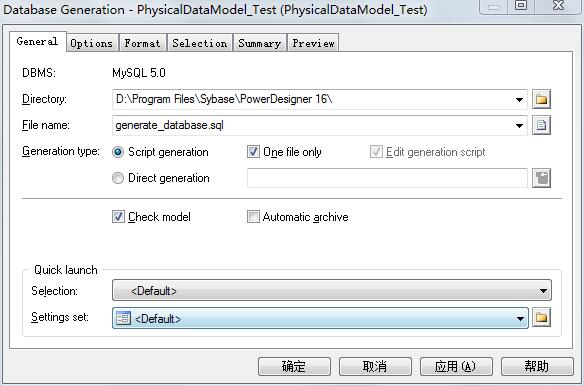 Database Generation - PhysicalDataModel_Test (PhysicalDataModel_Test)
General Options Format Selection Summary Preview
DBMS: MySQL 5.0
Directory: D:\Program Files\Sybase\PowerDesigner 16\
File name: generate_database.sql
Generation type: Script generation One file only Edit generation script
Direct generation
Check model Automatic archive
Quick launch
Selection: <Default>
Settings set: <Default>
确定 取消 应用(A) 帮助